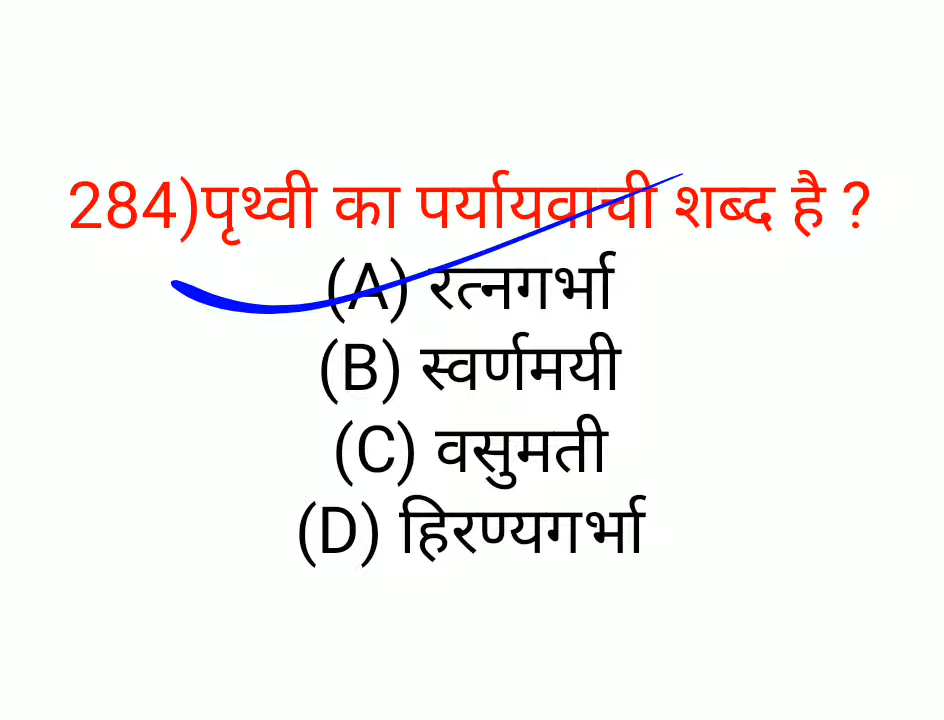 284)पृथ्वी का पर्यायवाची शब्द है ?
(A) रत्नगर्भा
(B) स्वर्णमयी
(C) वसुमती
(D) हिरण्यगर्भा